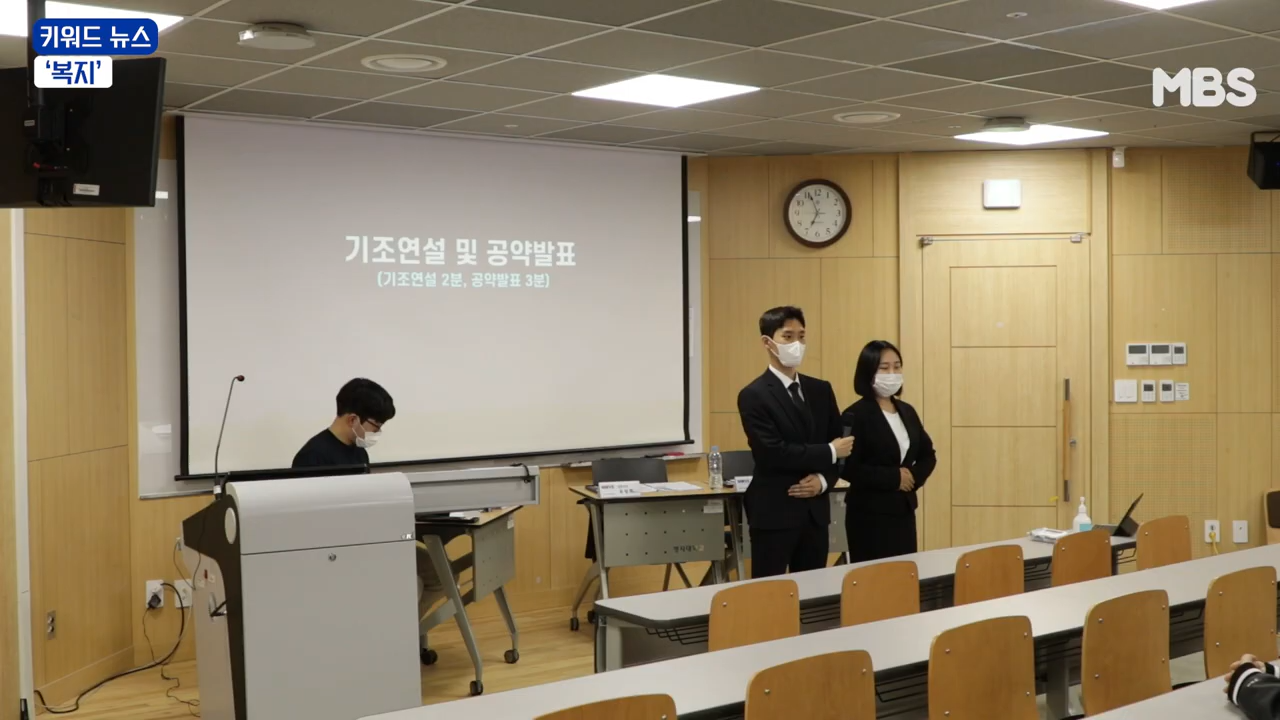 키워드 뉴스
'복지'
MBS
기조연설 및 공약발표
(기조연설 2분, 공약발표 3분)